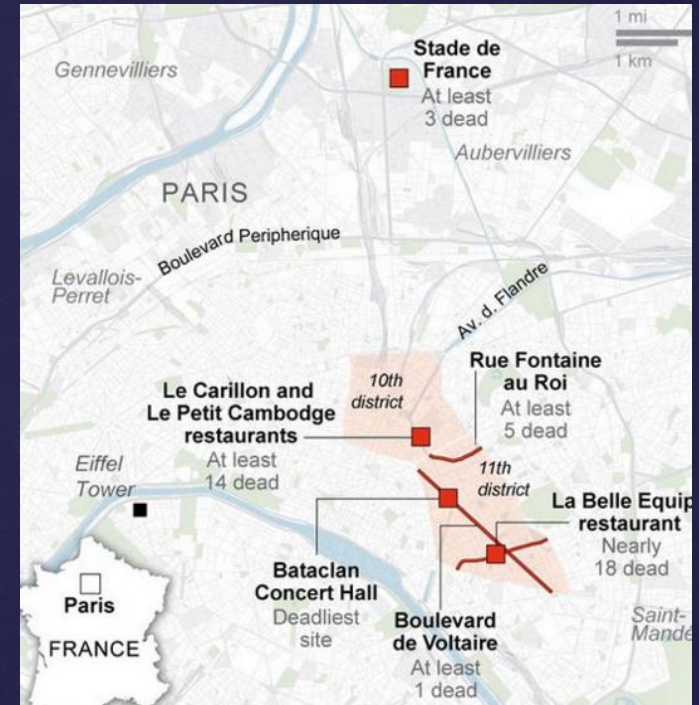 1 mi
1 km
Stade de
France
At least
3 dead
Gennevilliers
Aubervilliers
PARIS
Boulevard Peripherique
Levallois-
Perret
Av. d. Flandre
10th
district
Rue Fontaine
au Roi
At least
5 dead
Le Carillon and
Le Petit Cambodge
restaurants
At least
14 dead
11th
district
Eiffel
Tower
La Belle Equip
restaurant
Nearly
18 dead
Bataclan
Concert Hall
Deadliest
site
Boulevard
de Voltaire
At least
1 dead
Saint-
Mandé
Paris
FRANCE